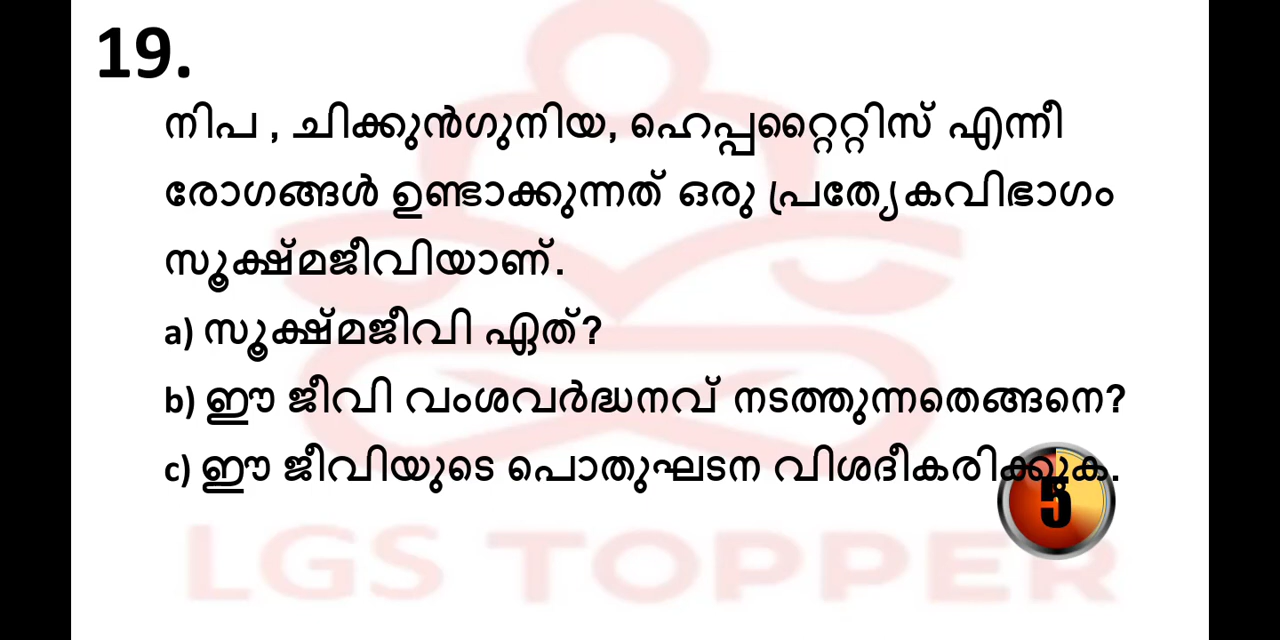 19.
നിപ , ചിക്കുൻഗുനിയ, ഹെപ്പറ്റൈറ്റിസ് എന്നീ
രോഗങ്ങൾ ഉണ്ടാക്കുന്നത് ഒരു പ്രത്യേകവിഭാഗം
സൂക്ഷ്മജീവിയാണ്.
a) സൂക്ഷ്മജീവി ഏത്?
b) ഈ ജീവി വംശവർദ്ധനവ് നടത്തുന്നതെങ്ങനെ?
c) ഈ ജീവിയുടെ പൊതുഘടന വിശദീകരിക്കുക.
5
LGS TOPPER